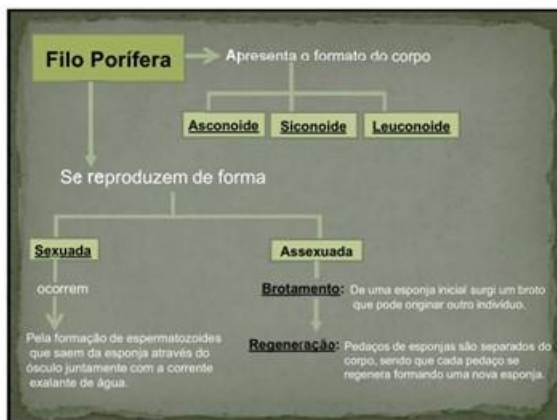 Filo Porífera
Apresenta o formato do corpo
Asconoide
Siconoide
Leuconoide
Se reproduzem de forma
Sexuada
Assexuada
ocorrem
Brotamento: De uma esponja inicial surgi um broto
que pode originar outro indivíduo.
Pela formação de espermatozoides
que saem da esponja através do
ósculo juntamente com a corrente
exalante de água.
Regeneração: Pedaços de esponjas são separados do
corpo, sendo que cada pedaço se
regenera formando uma nova esponja.